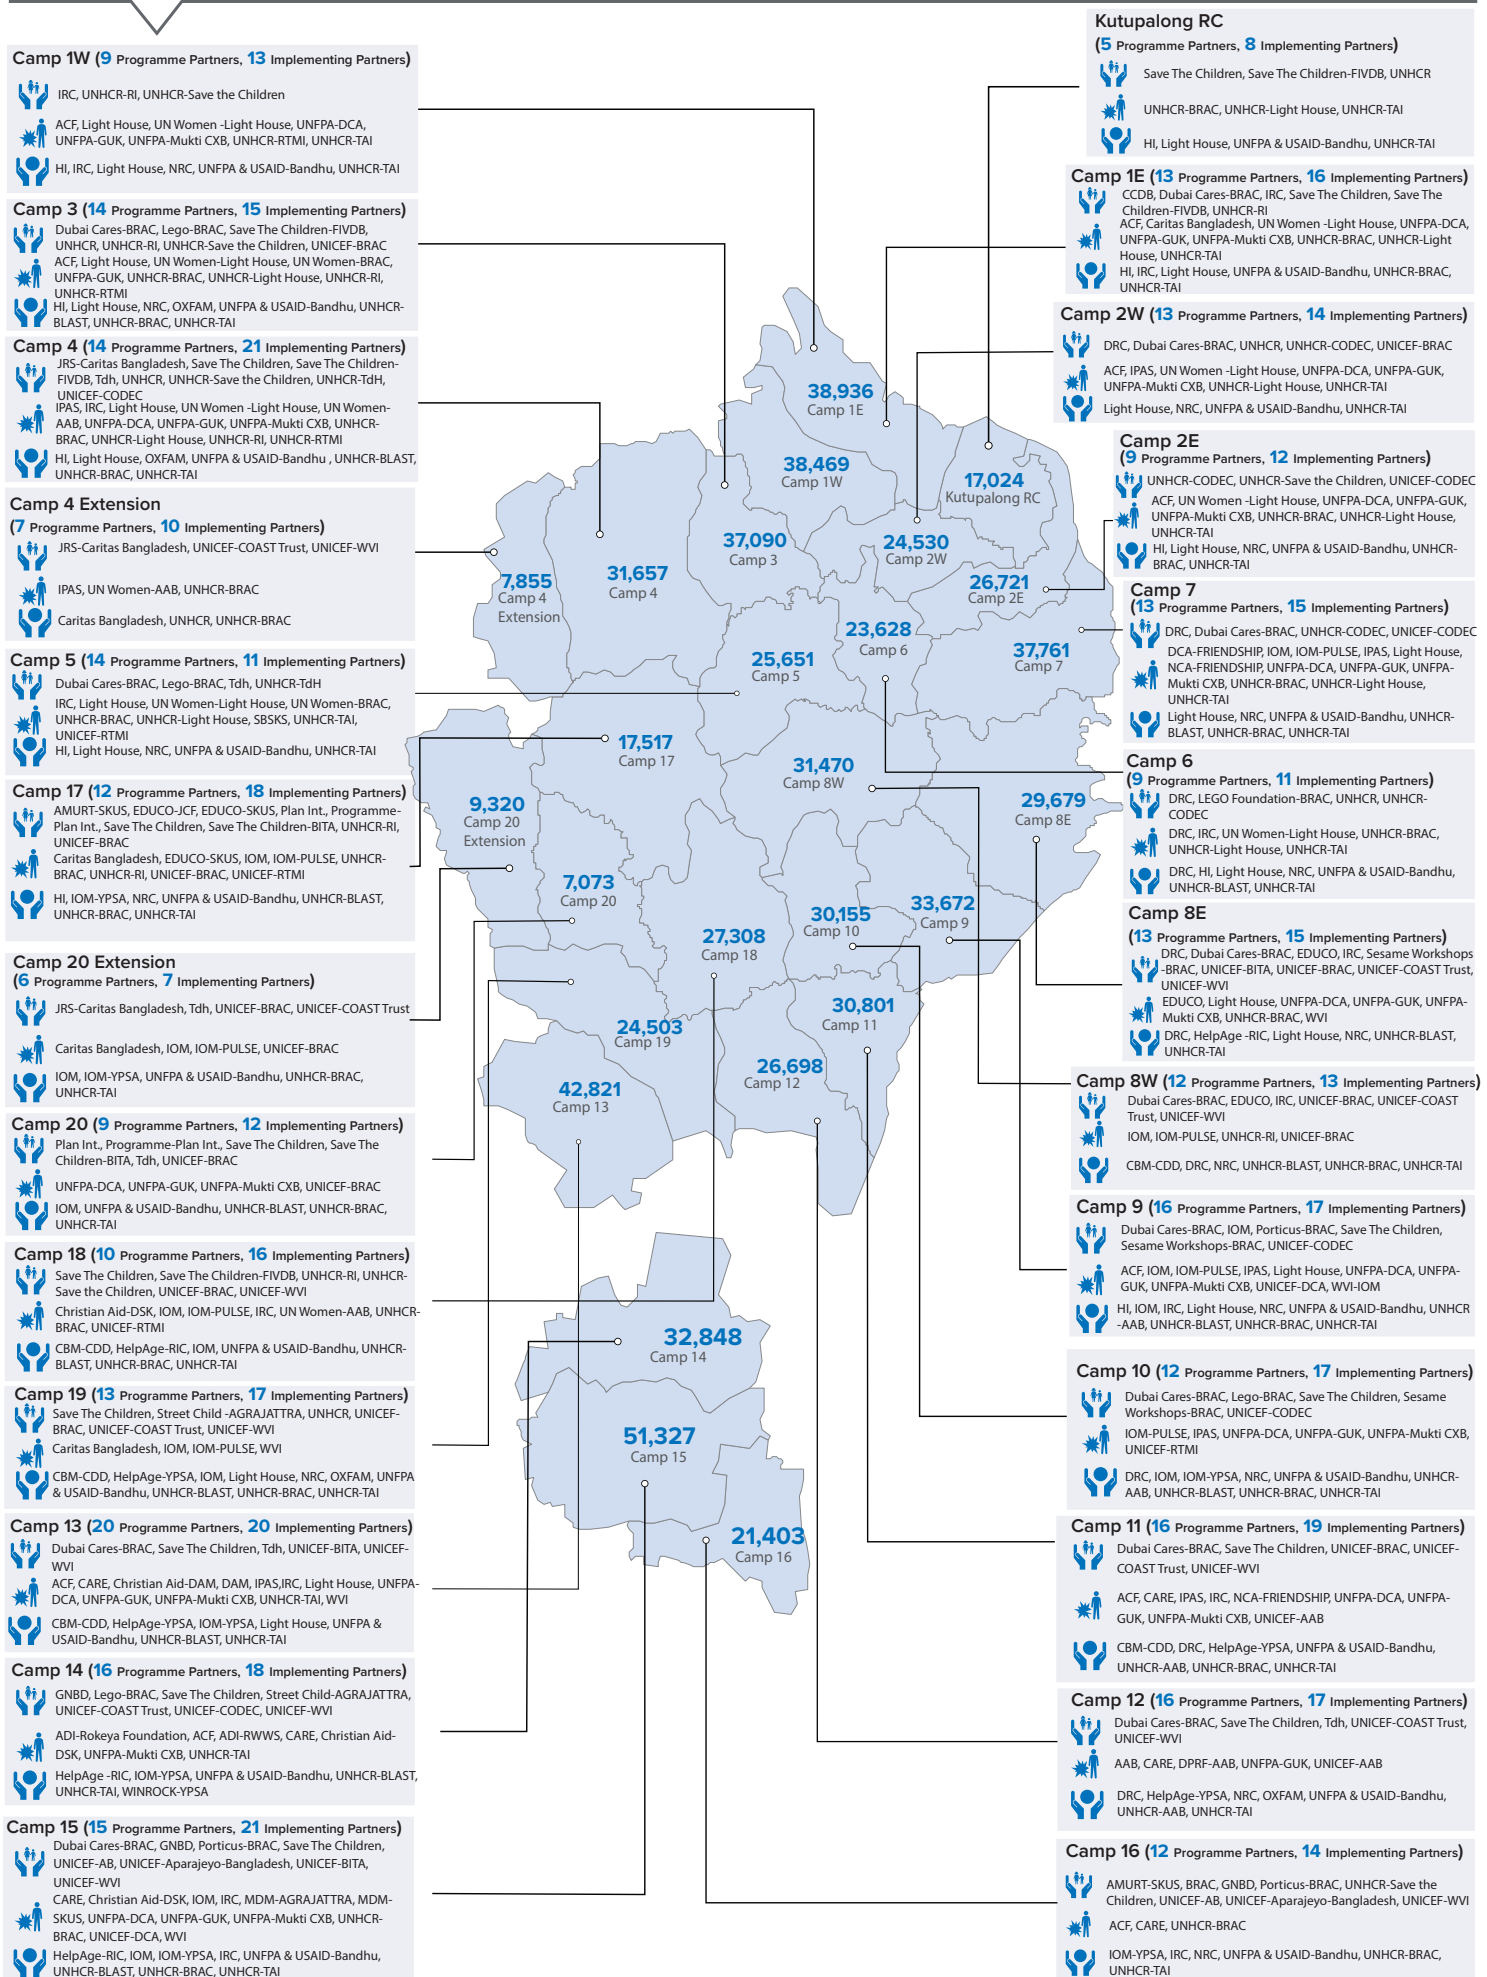 Camp 1W (9 Programme Partners, 13 Implementing Partners)
IRC, UNHCR-RI, UNHCR-Save the Children
ACF, Light House, UN Women -Light House, UNFPA-DCA,
UNFPA-GUK, UNFPA-Mukti CXB, UNHCR-RTMI, UNHCR-TAI
HI, IRC, Light House, NRC, UNFPA & USAID-Bandhu, UNHCR-TAI
Camp 3 (14 Programme Partners, 15 Implementing Partners)
Dubai Cares-BRAC, Lego-BRAC, Save The Children-FIVDB,
UNHCR, UNHCR-RI, UNHCR-Save the Children, UNICEF-BRAC
ACF, Light House, UN Women-Light House, UN Women-BRAC,
UNFPA-GUK, UNHCR-BRAC, UNHCR-Light House, UNHCR-RI,
UNHCR-RTMI
HI, Light House, NRC, OXFAM, UNFPA & USAID-Bandhu, UNHCR-
BLAST, UNHCR-BRAC, UNHCR-TAI
Camp 4 (14 Programme Partners, 21 Implementing Partners)
JRS-Caritas Bangladesh, Save The Children, Save The Children-
FIVDB, Tdh, UNHCR, UNHCR-Save the Children, UNHCR-TdH,
UNICEF-CODEC
IPAS, IRC, Light House, UN Women -Light House, UN Women-
AAB, UNFPA-DCA, UNFPA-GUK, UNFPA-Mukti CXB, UNHCR-
BRAC, UNHCR-Light House, UNHCR-RI, UNHCR-RTMI
HI, Light House, OXFAM, UNFPA & USAID-Bandhu , UNHCR-BLAST,
UNHCR-BRAC, UNHCR-TAI
Camp 4 Extension
(7 Programme Partners, 10 Implementing Partners)
JRS-Caritas Bangladesh, UNICEF-COAST Trust, UNICEF-WVI
IPAS, UN Women-AAB, UNHCR-BRAC
Caritas Bangladesh, UNHCR, UNHCR-BRAC
Camp 5 (14 Programme Partners, 11 Implementing Partners)
Dubai Cares-BRAC, Lego-BRAC, Tdh, UNHCR-TdH
IRC, Light House, UN Women-Light House, UN Women-BRAC,
UNHCR-BRAC, UNHCR-Light House, SBSKS, UNHCR-TAI,
UNICEF-RTMI
HI, Light House, NRC, UNFPA & USAID-Bandhu, UNHCR-TAI
Camp 17 (12 Programme Partners, 18 Implementing Partners)
AMURT-SKUS, EDUCO-JCF, EDUCO-SKUS, Plan Int., Programme-
Plan Int., Save The Children, Save The Children-BITA, UNHCR-RI,
UNICEF-BRAC
Caritas Bangladesh, EDUCO-SKUS, IOM, IOM-PULSE, UNHCR-
BRAC, UNHCR-RI, UNICEF-BRAC, UNICEF-RTMI
HI, IOM-YPSA, NRC, UNFPA & USAID-Bandhu, UNHCR-BLAST,
UNHCR-BRAC, UNHCR-TAI
Camp 20 Extension
(6 Programme Partners, 7 Implementing Partners)
JRS-Caritas Bangladesh, Tdh, UNICEF-BRAC, UNICEF-COAST Trust
Caritas Bangladesh, IOM, IOM-PULSE, UNICEF-BRAC
IOM, IOM-YPSA, UNFPA & USAID-Bandhu, UNHCR-BRAC,
UNHCR-TAI
Camp 20 (9 Programme Partners, 12 Implementing Partners)
Plan Int., Programme-Plan Int., Save The Children, Save The
Children-BITA, Tdh, UNICEF-BRAC
UNFPA-DCA, UNFPA-GUK, UNFPA-Mukti CXB, UNICEF-BRAC
IOM, UNFPA & USAID-Bandhu, UNHCR-BLAST, UNHCR-BRAC,
UNHCR-TAI
Camp 18 (10 Programme Partners, 16 Implementing Partners)
Save The Children, Save The Children-FIVDB, UNHCR-RI, UNHCR-
Save the Children, UNICEF-BRAC, UNICEF-WVI
Christian Aid-DSK, IOM, IOM-PULSE, IRC, UN Women-AAB, UNHCR-
BRAC, UNICEF-RTMI
CBM-CDD, HelpAge-RIC, IOM, UNFPA & USAID-Bandhu, UNHCR-
BLAST, UNHCR-BRAC, UNHCR-TAI
Camp 19 (13 Programme Partners, 17 Implementing Partners)
Save The Children, Street Child -AGRAJATTRA, UNHCR, UNICEF-
BRAC, UNICEF-COAST Trust, UNICEF-WVI
Caritas Bangladesh, IOM, IOM-PULSE, WVI
CBM-CDD, HelpAge-YPSA, IOM, Light House, NRC, OXFAM, UNFPA
& USAID-Bandhu, UNHCR-BLAST, UNHCR-BRAC, UNHCR-TAI
Camp 13 (20 Programme Partners, 20 Implementing Partners)
Dubai Cares-BRAC, Save The Children, Tdh, UNICEF-BITA, UNICEF-
WVI
ACF, CARE, Christian Aid-DAM, DAM, IPAS,IRC, Light House, UNFPA-
DCA, UNFPA-GUK, UNFPA-Mukti CXB, UNHCR-TAI, WVI
CBM-CDD, HelpAge-YPSA, IOM-YPSA, Light House, UNFPA &
USAID-Bandhu, UNHCR-BLAST, UNHCR-TAI
Camp 14 (16 Programme Partners, 18 Implementing Partners)
GNBD, Lego-BRAC, Save The Children, Street Child-AGRAJATTRA,
UNICEF-COAST Trust, UNICEF-CODEC, UNICEF-WVI
ADI-Rokeya Foundation, ACF, ADI-RWWS, CARE, Christian Aid-
DSK, UNFPA-Mukti CXB, UNHCR-TAI
HelpAge -RIC, IOM-YPSA, UNFPA & USAID-Bandhu, UNHCR-BLAST,
UNHCR-TAI, WINROCK-YPSA
Camp 15 (15 Programme Partners, 21 Implementing Partners)
Dubai Cares-BRAC, GNBD, Porticus-BRAC, Save The Children,
UNICEF-AB, UNICEF-Aparajeyo-Bangladesh, UNICEF-BITA,
UNICEF-WVI
CARE, Christian Aid-DSK, IOM, IRC, MDM-AGRAJATTRA, MDM-
SKUS, UNFPA-DCA, UNFPA-GUK, UNFPA-Mukti CXB, UNHCR-
BRAC, UNICEF-DCA, WVI
HelpAge-RIC, IOM, IOM-YPSA, IRC, UNFPA & USAID-Bandhu,
UNHCR-BLAST, UNHCR-BRAC, UNHCR-TAI
38,936
Camp 1E
38,469
Camp 1W
17,024
Kutupalong RC
37,090
Camp 3
24,530
Camp 2W
31,657
Camp 4
7,855
Camp 4
Extension
26,721
Camp 2E
23,628
Camp 6
37,761
Camp 7
25,651
Camp 5
17,517
Camp 17
31,470
Camp 8W
9,320
Camp 20
Extension
29,679
Camp 8E
7,073
Camp 20
33,672
Camp 9
30,155
Camp 10
27,308
Camp 18
30,801
Camp 11
24,503
Camp 19
26,698
Camp 12
42,821
Camp 13
32,848
Camp 14
51,327
Camp 15
21,403
Camp 16
Kutupalong RC
(5 Programme Partners, 8 Implementing Partners)
Save The Children, Save The Children-FIVDB, UNHCR
UNHCR-BRAC, UNHCR-Light House, UNHCR-TAI
HI, Light House, UNFPA & USAID-Bandhu, UNHCR-TAI
Camp 1E (13 Programme Partners, 16 Implementing Partners)
CCDB, Dubai Cares-BRAC, IRC, Save The Children, Save The
Children-FIVDB, UNHCR-RI
ACF, Caritas Bangladesh, UN Women -Light House, UNFPA-DCA,
UNFPA-GUK, UNFPA-Mukti CXB, UNHCR-BRAC, UNHCR-Light
House, UNHCR-TAI
HI, IRC, Light House, UNFPA & USAID-Bandhu, UNHCR-BRAC,
UNHCR-TAI
Camp 2W (13 Programme Partners, 14 Implementing Partners)
DRC, Dubai Cares-BRAC, UNHCR, UNHCR-CODEC, UNICEF-BRAC
ACF, IPAS, UN Women -Light House, UNFPA-DCA, UNFPA-GUK,
UNFPA-Mukti CXB, UNHCR-Light House, UNHCR-TAI
Light House, NRC, UNFPA & USAID-Bandhu, UNHCR-TAI
Camp 2E
(9 Programme Partners, 12 Implementing Partners)
UNHCR-CODEC, UNHCR-Save the Children, UNICEF-CODEC
ACF, UN Women -Light House, UNFPA-DCA, UNFPA-GUK,
UNFPA-Mukti CXB, UNHCR-BRAC, UNHCR-Light House,
UNHCR-TAI
HI, Light House, NRC, UNFPA & USAID-Bandhu, UNHCR-
BRAC, UNHCR-TAI
Camp 7
(13 Programme Partners, 15 Implementing Partners)
DRC, Dubai Cares-BRAC, UNHCR-CODEC, UNICEF-CODEC
DCA-FRIENDSHIP, IOM, IOM-PULSE, IPAS, Light House,
NCA-FRIENDSHIP, UNFPA-DCA, UNFPA-GUK, UNFPA-
Mukti CXB, UNHCR-BRAC, UNHCR-Light House,
UNHCR-TAI
Light House, NRC, UNFPA & USAID-Bandhu, UNHCR-
BLAST, UNHCR-BRAC, UNHCR-TAI
Camp 6
(9 Programme Partners, 11 Implementing Partners)
DRC, LEGO Foundation-BRAC, UNHCR, UNHCR-
CODEC
DRC, IRC, UN Women-Light House, UNHCR-BRAC,
UNHCR-Light House, UNHCR-TAI
DRC, HI, Light House, NRC, UNFPA & USAID-Bandhu,
UNHCR-BLAST, UNHCR-TAI
Camp 8E
(13 Programme Partners, 15 Implementing Partners)
DRC, Dubai Cares-BRAC, EDUCO, IRC, Sesame Workshops
-BRAC, UNICEF-BITA, UNICEF-BRAC, UNICEF-COAST Trust,
UNICEF-WVI
EDUCO, Light House, UNFPA-DCA, UNFPA-GUK, UNFPA-
Mukti CXB, UNHCR-BRAC, WVI
DRC, HelpAge -RIC, Light House, NRC, UNHCR-BLAST,
UNHCR-TAI
Camp 8W (12 Programme Partners, 13 Implementing Partners)
Dubai Cares-BRAC, EDUCO, IRC, UNICEF-BRAC, UNICEF-COAST
Trust, UNICEF-WVI
IOM, IOM-PULSE, UNHCR-RI, UNICEF-BRAC
CBM-CDD, DRC, NRC, UNHCR-BLAST, UNHCR-BRAC, UNHCR-TAI
Camp 9 (16 Programme Partners, 17 Implementing Partners)
Dubai Cares-BRAC, IOM, Porticus-BRAC, Save The Children,
Sesame Workshops-BRAC, UNICEF-CODEC
ACF, IOM, IOM-PULSE, IPAS, Light House, UNFPA-DCA, UNFPA-
GUK, UNFPA-Mukti CXB, UNICEF-DCA, WVI-IOM
HI, IOM, IRC, Light House, NRC, UNFPA & USAID-Bandhu, UNHCR
-AAB, UNHCR-BLAST, UNHCR-BRAC, UNHCR-TAI
Camp 10 (12 Programme Partners, 17 Implementing Partners)
Dubai Cares-BRAC, Lego-BRAC, Save The Children, Sesame
Workshops-BRAC, UNICEF-CODEC
IOM-PULSE, IPAS, UNFPA-DCA, UNFPA-GUK, UNFPA-Mukti CXB,
UNICEF-RTMI
DRC, IOM, IOM-YPSA, NRC, UNFPA & USAID-Bandhu, UNHCR-
AAB, UNHCR-BLAST, UNHCR-BRAC, UNHCR-TAI
Camp 11 (16 Programme Partners, 19 Implementing Partners)
Dubai Cares-BRAC, Save The Children, UNICEF-BRAC, UNICEF-
COAST Trust, UNICEF-WVI
ACF, CARE, IPAS, IRC, NCA-FRIENDSHIP, UNFPA-DCA, UNFPA-
GUK, UNFPA-Mukti CXB, UNICEF-AAB
CBM-CDD, DRC, HelpAge-YPSA, UNFPA & USAID-Bandhu,
UNHCR-AAB, UNHCR-BRAC, UNHCR-TAI
Camp 12 (16 Programme Partners, 17 Implementing Partners)
Dubai Cares-BRAC, Save The Children, Tdh, UNICEF-COAST Trust,
UNICEF-WVI
AAB, CARE, DPRF-AAB, UNFPA-GUK, UNICEF-AAB
DRC, HelpAge-YPSA, NRC, OXFAM, UNFPA & USAID-Bandhu,
UNHCR-AAB, UNHCR-TAI
Camp 16 (12 Programme Partners, 14 Implementing Partners)
AMURT-SKUS, BRAC, GNBD, Porticus-BRAC, UNHCR-Save the
Children, UNICEF-AB, UNICEF-Aparajeyo-Bangladesh, UNICEF-WVI
ACF, CARE, UNHCR-BRAC
IOM-YPSA, IRC, NRC, UNFPA & USAID-Bandhu, UNHCR-BRAC,
UNHCR-TAI